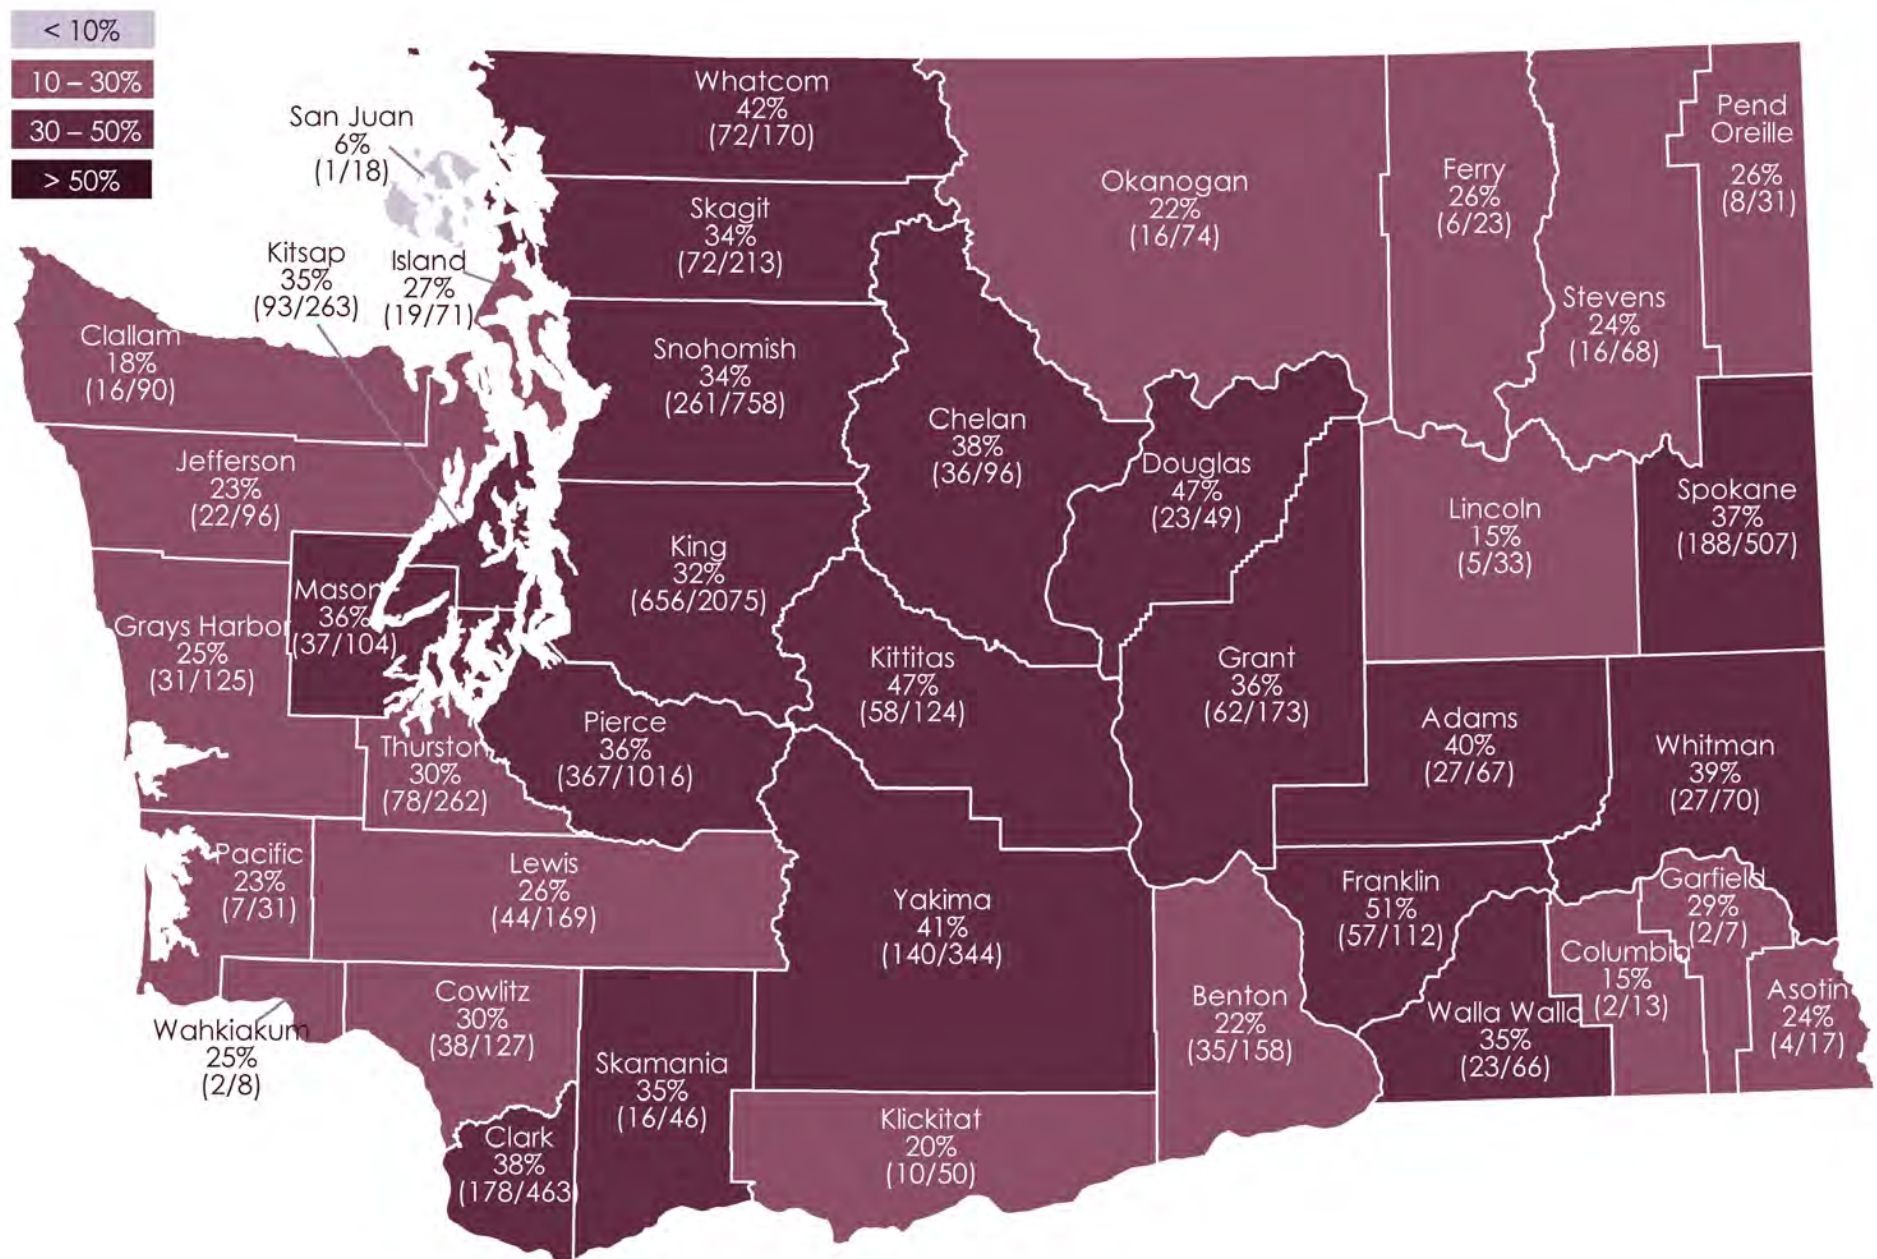 < 10%
10 – 30%
30 – 50%
> 50%
Whatcom
42%
(72/170)
San Juan
6%
(1/18)
Skagit
34%
(72/213)
Okanogan
22%
(16/74)
Ferry
26%
(6/23)
Pend
Oreille
26%
(8/31)
Stevens
24%
(16/68)
Kitsap
35%
(93/263)
Island
27%
(19/71)
Clallam
18%
(16/90)
Snohomish
34%
(261/758)
Chelan
38%
(36/96)
Douglas
47%
(23/49)
Jefferson
23%
(22/96)
Lincoln
15%
(5/33)
Spokane
37%
(188/507)
King
32%
(656/2075)
Mason
36%
(37/104)
Grays Harbor
25%
(31/125)
Kittitas
47%
(58/124)
Grant
36%
(62/173)
Pierce
36%
(367/1016)
Thurston
30%
(78/262)
Adams
40%
(27/67)
Whitman
39%
(27/70)
Pacific
23%
(7/31)
Lewis
26%
(44/169)
Yakima
41%
(140/344)
Franklin
51%
(57/112)
Garfield
29%
(2/7)
Columbia
15%
(2/13)
Asotin
24%
(4/17)
Walla Walla
35%
(23/66)
Benton
22%
(35/158)
Wahkiakum
25%
(2/8)
Cowlitz
30%
(38/127)
Skamania
35%
(16/46)
Klickitat
20%
(10/50)
Clark
38%
(178/463)